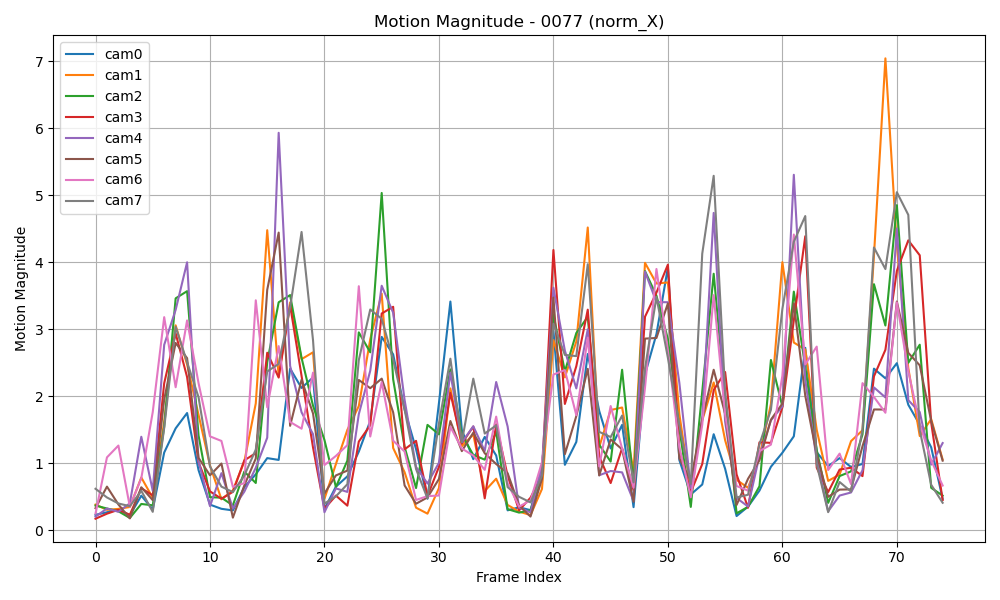 Motion Magnitude - 0077 (norm_X)
cam0
cam1
cam2
cam3
cam4
cam5
cam6
cam7
Motion Magnitude
7
6
5
4
3
2
1
0
0 10 20 30 40 50 60 70
Frame Index